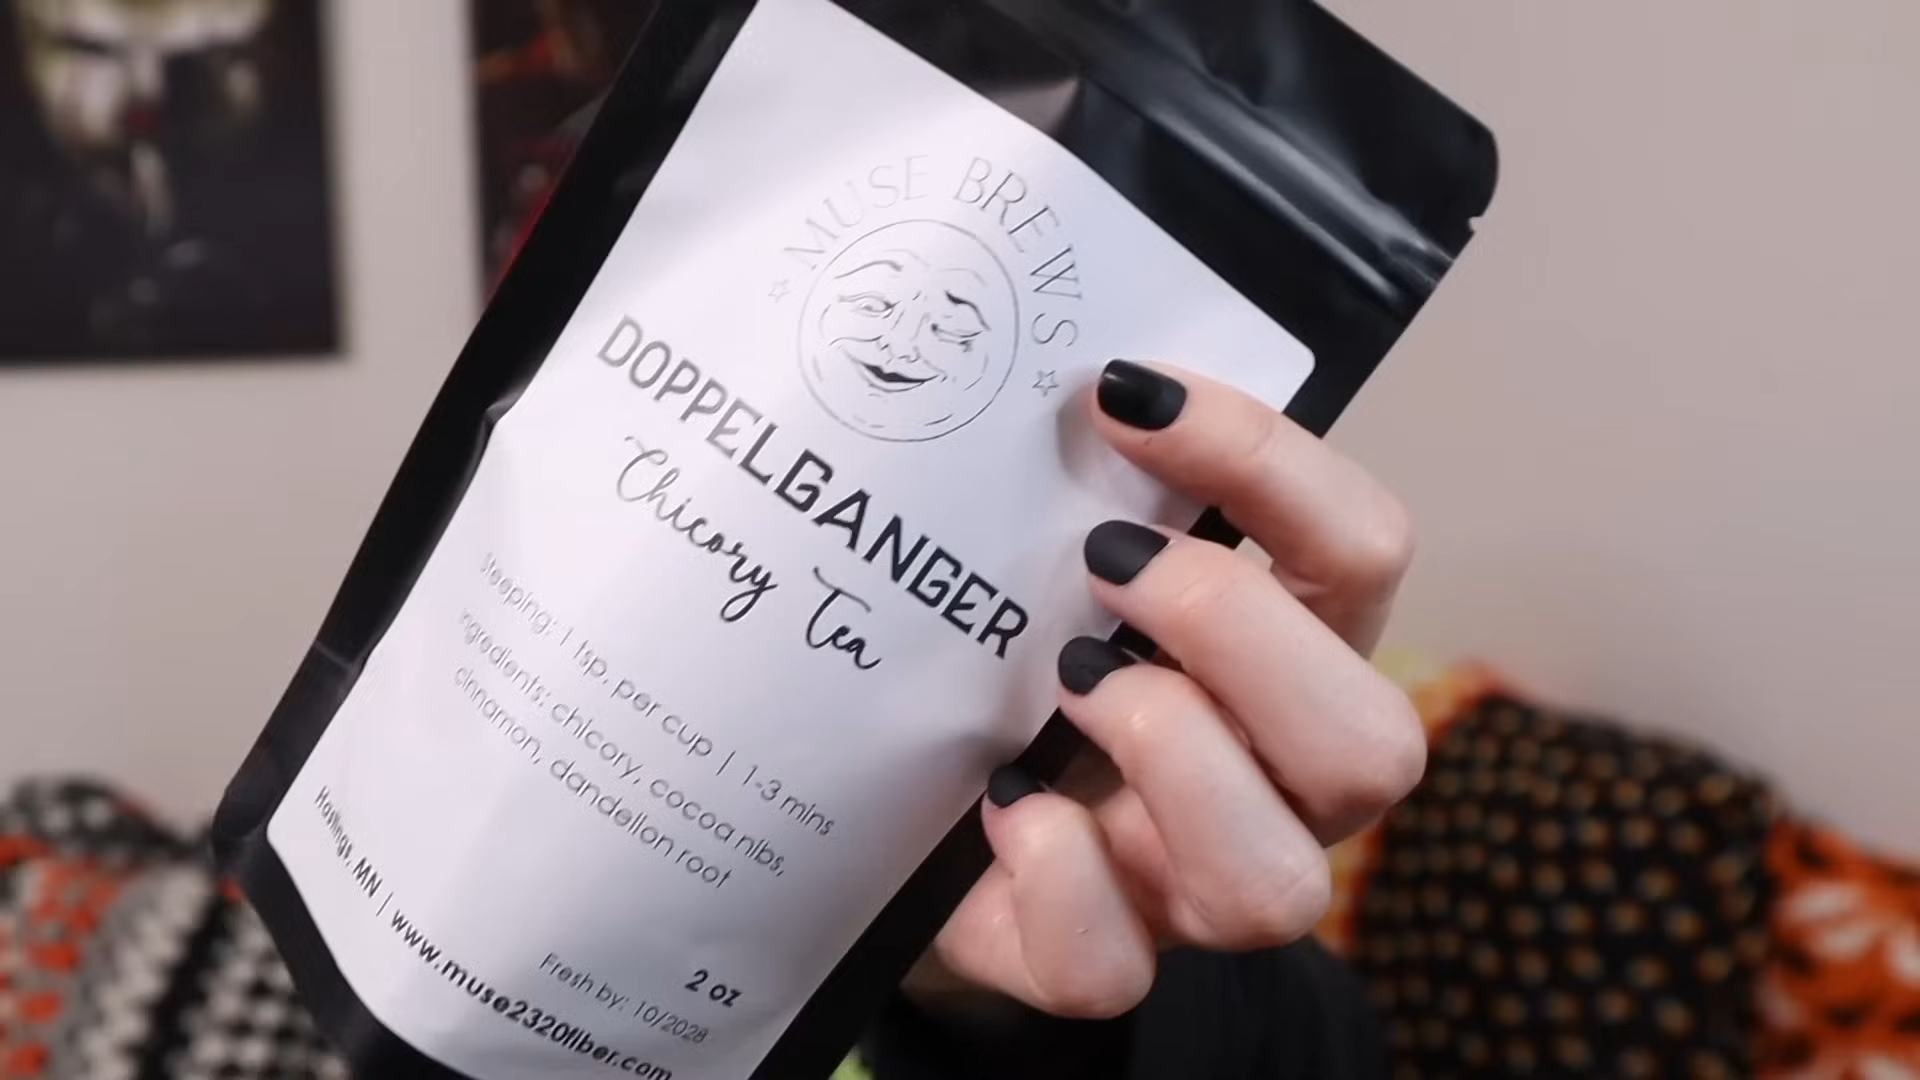 MUSE BREWS
DOPPELGANGER
Chicory Tea
Steeping: 1 tsp. per cup | 1-3 mins
Ingredients: chicory, cocoa nibs,
cinnamon, dandelion root
2 oz
Fresh by: 10/2028
Hastings, MN | www.muse2320fiber.com